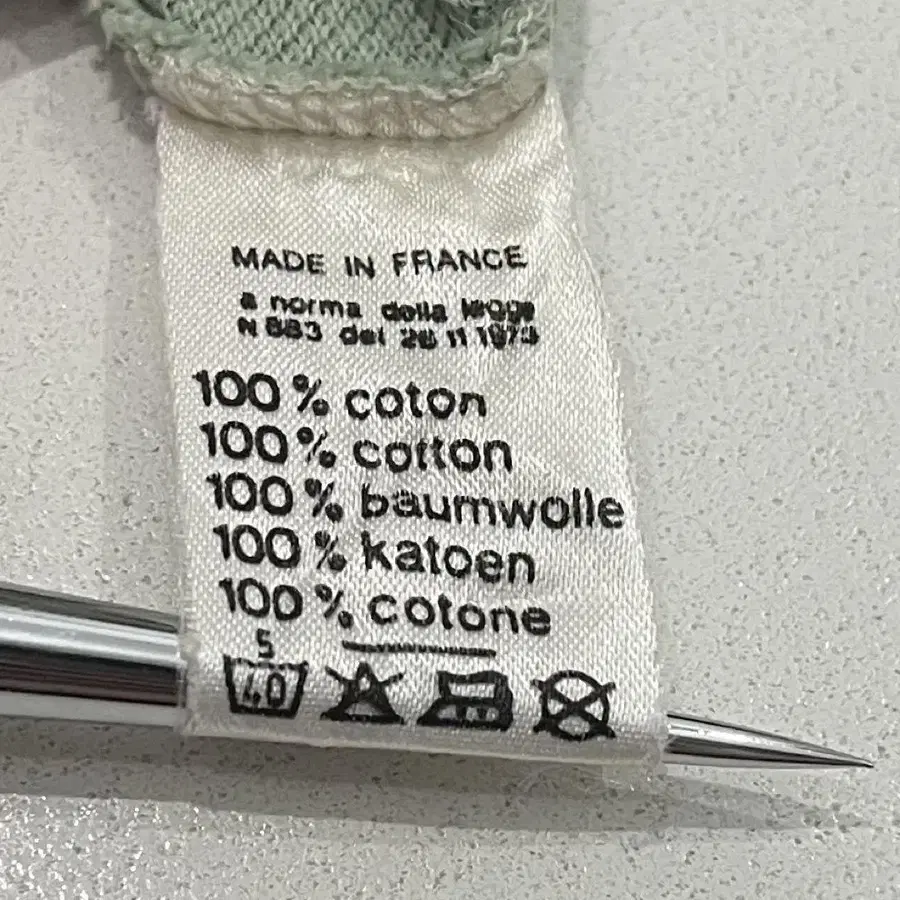 MADE IN FRANCE
a norma della legge
N 883 del 26 11 1973
100% coton
100% cotton
100% baumwolle
100% katoen
100% cotone
5
40